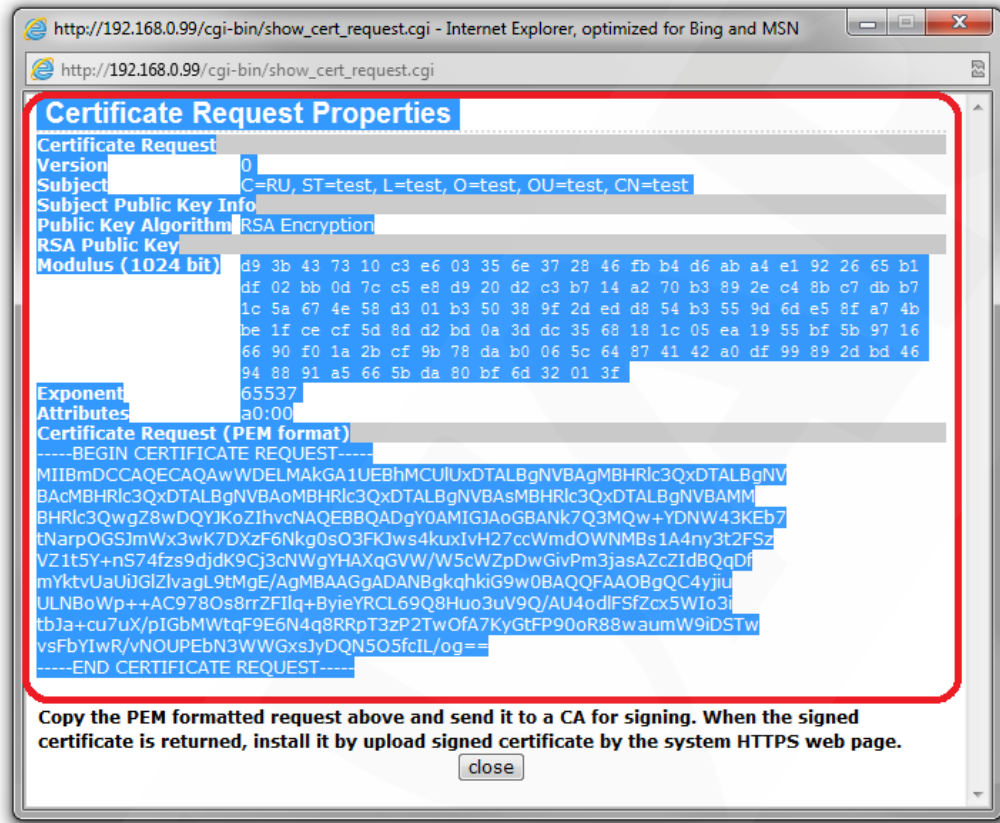 http://192.168.0.99/cgi-bin/show_cert_request.cgi - Internet Explorer, optimized for Bing and MSN
http://192.168.0.99/cgi-bin/show_cert_request.cgi
Certificate Request Properties
Certificate Request
Version 0
Subject C=RU, ST=test, L=test, O=test, OU=test, CN=test
Subject Public Key Info
Public Key Algorithm RSA Encryption
RSA Public Key
Modulus (1024 bit) d9 3b 43 73 10 c3 e6 03 35 6e 37 28 46 fb b4 d6 ab a4 e1 92 26 65 b1
df 02 bb 0d 7c c5 e8 d9 20 d2 c3 b7 14 a2 70 b3 89 2e c4 8b c7 db b7
1c 5a 67 4e 58 d3 01 b3 50 38 9f 2d ed d8 54 b3 55 9d 6d e5 8f a7 4b
be 1f ce cf 5d 8d d2 bd 0a 3d dc 35 68 18 1c 05 ea 19 55 bf 5b 97 16
66 90 f0 1a 2b cf 9b 78 da b0 06 5c 64 87 41 42 a0 df 99 89 2d bd 46
94 88 91 a5 66 5b da 80 bf 6d 32 01 3f
Exponent 65537
Attributes a0:00
Certificate Request (PEM format)
-----BEGIN CERTIFICATE REQUEST-----
MIIBmDCCAQECAQAwWDELMAkGA1UEBhMCUlUxDTALBgNVBAgMBHRlc3QxDTALBgNV
BAcMBHRlc3QxDTALBgNVBAoMBHRlc3QxDTALBgNVBAsMBHRlc3QxDTALBgNVBAMM
BHRlc3QwgZ8wDQYJKoZIhvcNAQEBBQADgY0AMIGJAoGBANk7Q3MQw+YDNW43KEb7
tNarpOGSJmWx3wK7DXzF6Nkg0sO3FKJws4kuxIvH27ccWmdOWNMBs1A4ny3t2FSz
VZ1t5Y+nS74fzs9djdK9Cj3cNWgYHAXqGVW/W5cWZpDwGivPm3jasAZcZIdBQqDf
mYktvUaUiJGlZlvagL9tMgE/AgMBAAGgADANBgkqhkiG9w0BAQQFAAOBgQC4yjiu
ULNBoWp++AC978Os8rrZFIlq+ByieYRCL69Q8Huo3uV9Q/AU4odlFSfZcx5WIo3i
tbJa+cu7uX/pIGbMWtqF9E6N4q8RRpT3zP2TwOfA7KyGtFP90oR88waumW9iDSTw
vsFbYIwR/vNOUPEbN3WWGxsJyDQN5O5fcIL/og==
-----END CERTIFICATE REQUEST-----
Copy the PEM formatted request above and send it to a CA for signing. When the signed
certificate is returned, install it by upload signed certificate by the system HTTPS web page.
close